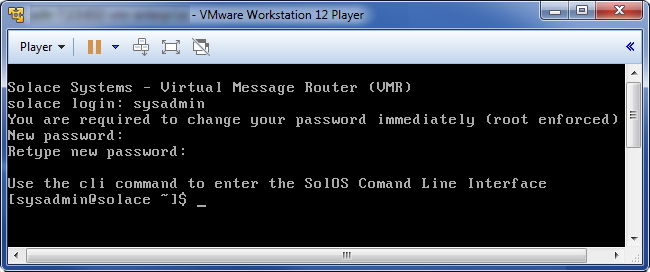 - VMware Workstation 12 Player
Player
Solace Systems - Virtual Message Router (VMR)
solace login: sysadmin
You are required to change your password immediately (root enforced)
New password:
Retype new password:
Use the cli command to enter the SolOS Comand Line Interface
[sysadmin@solace ~]$ _